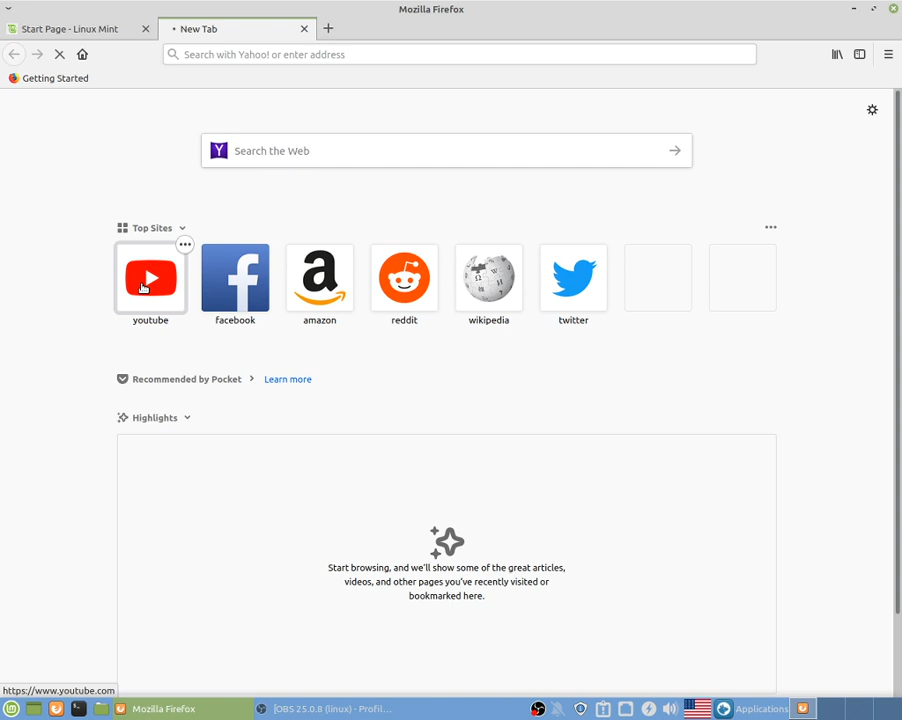 Mozilla Firefox
Start Page - Linux Mint
New Tab
Search with Yahoo! or enter address
Getting Started
Search the Web
Top Sites
youtube
facebook
amazon
reddit
wikipedia
twitter
Recommended by Pocket
Learn more
Highlights
Start browsing, and we'll show some of the great articles,
videos, and other pages you've recently visited or
bookmarked here.
https://www.youtube.com
Mozilla Firefox
[OBS 25.0.8 (linux) - Profil...
Applications